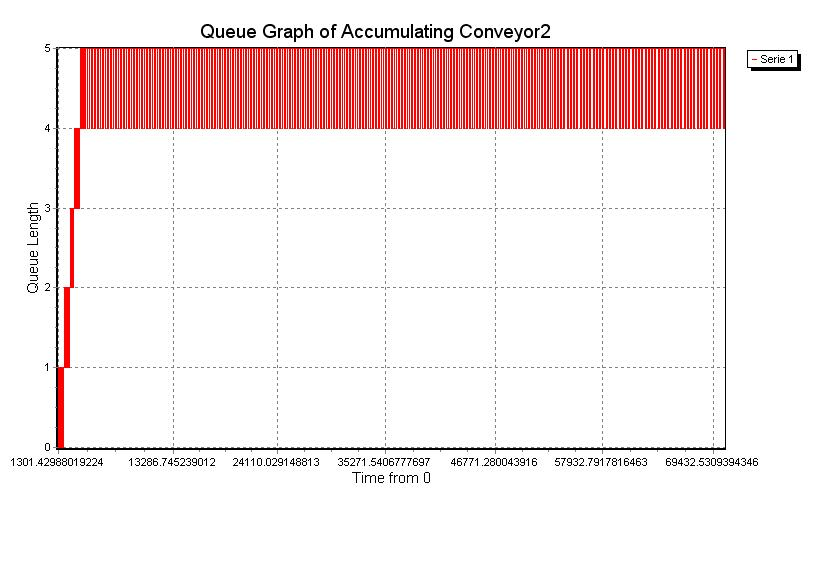 Queue Graph of Accumulating Conveyor2
Serie 1
5
4
3
2
1
0
Queue Length
1301.42988019224 13286.745239012 24110.029148813 35271.5406777697 46771.280043916 57932.7917816463 69432.5309394346
Time from 0